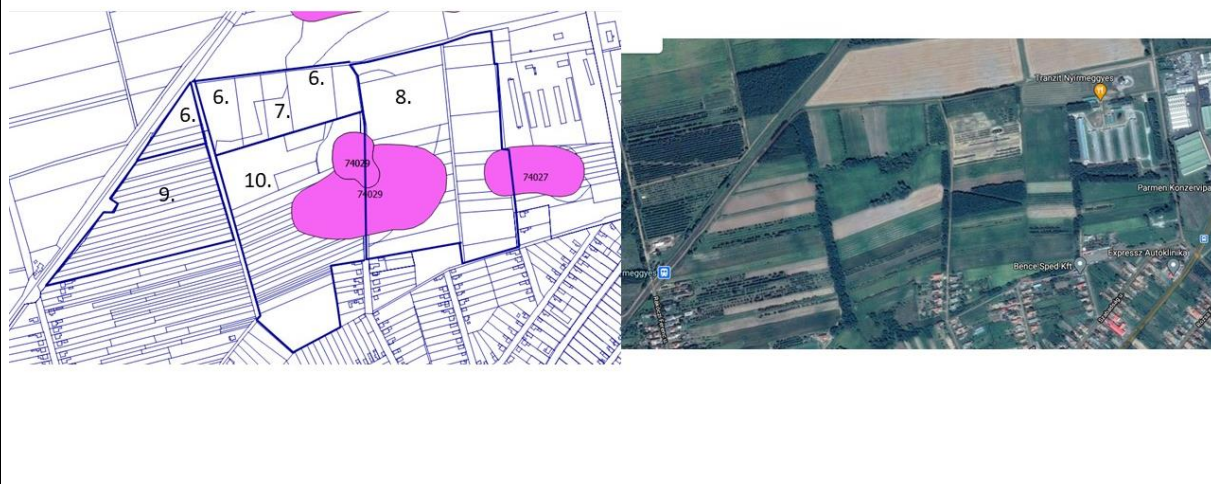 6.
6.
6.
7.
8.
9.
10.
74029
74029
74027
Tranzit Nyírmeggyes
Parmen Konzervipa
meggyes
Bence Sped Kft
Expressz Autóklinika